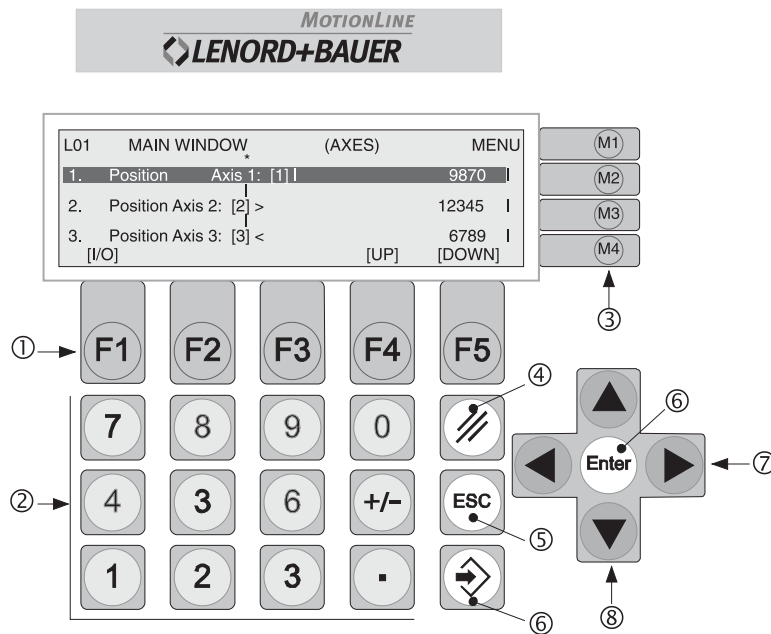 MOTIONLINE
LENORD+BAUER
L01 MAIN WINDOW (AXES) MENU
*
1. Position Axis 1: [1] I 9870 I
2. Position Axis 2: [2] > 12345 I
3. Position Axis 3: [3] < 6789 I
[I/O] [UP] [DOWN]
M1
M2
M3
M4
③
① F1 F2 F3 F4 F5
④
7 8 9 0
⑥
Enter ⑦
② 4 3 6 +/- ESC
⑤
1 2 3 .
⑥ ⑧